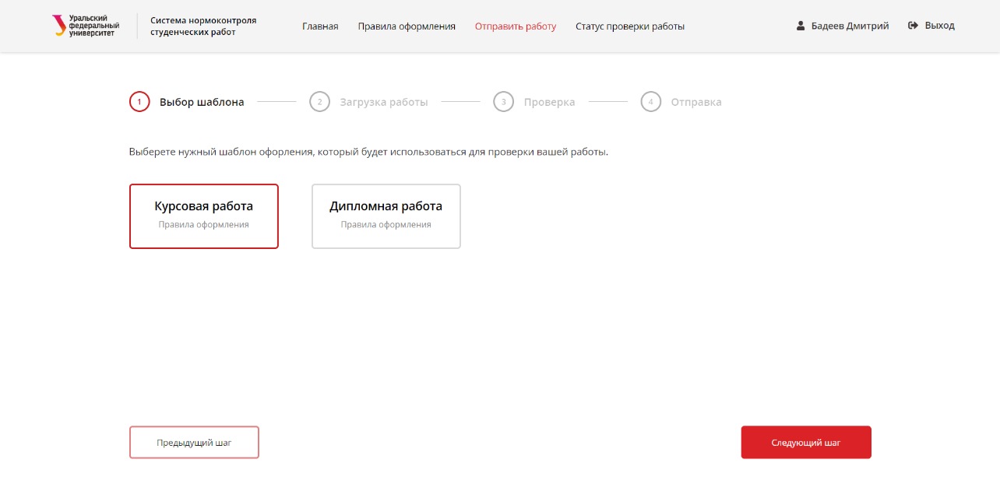 Уральский
федеральный
университет
Система нормоконтроля
студенческих работ
Главная
Правила оформления
Отправить работу
Статус проверки работы
Бадеев Дмитрий
Выход
1 Выбор шаблона
2 Загрузка работы
3 Проверка
4 Отправка
Выберете нужный шаблон офорления, который будет использоваться для проверки вашей работы.
Курсовая работа
Правила оформления
Дипломная работа
Правила оформления
Предыдущий шаг
Следующий шаг